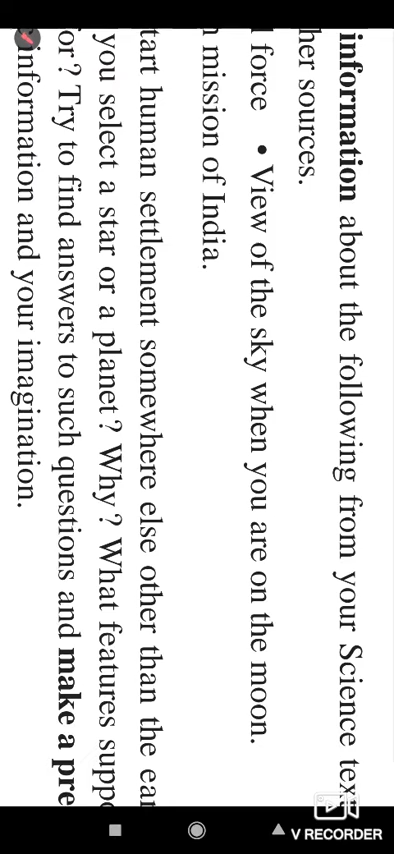 information about the following from your Science tex
her sources.
force • View of the sky when you are on the moon.
mission of India.
tart human settlement somewhere else other than the ear
you select a star or a planet? Why? What features suppo
or? Try to find answers to such questions and make a pre
information and your imagination.
V RECORDER